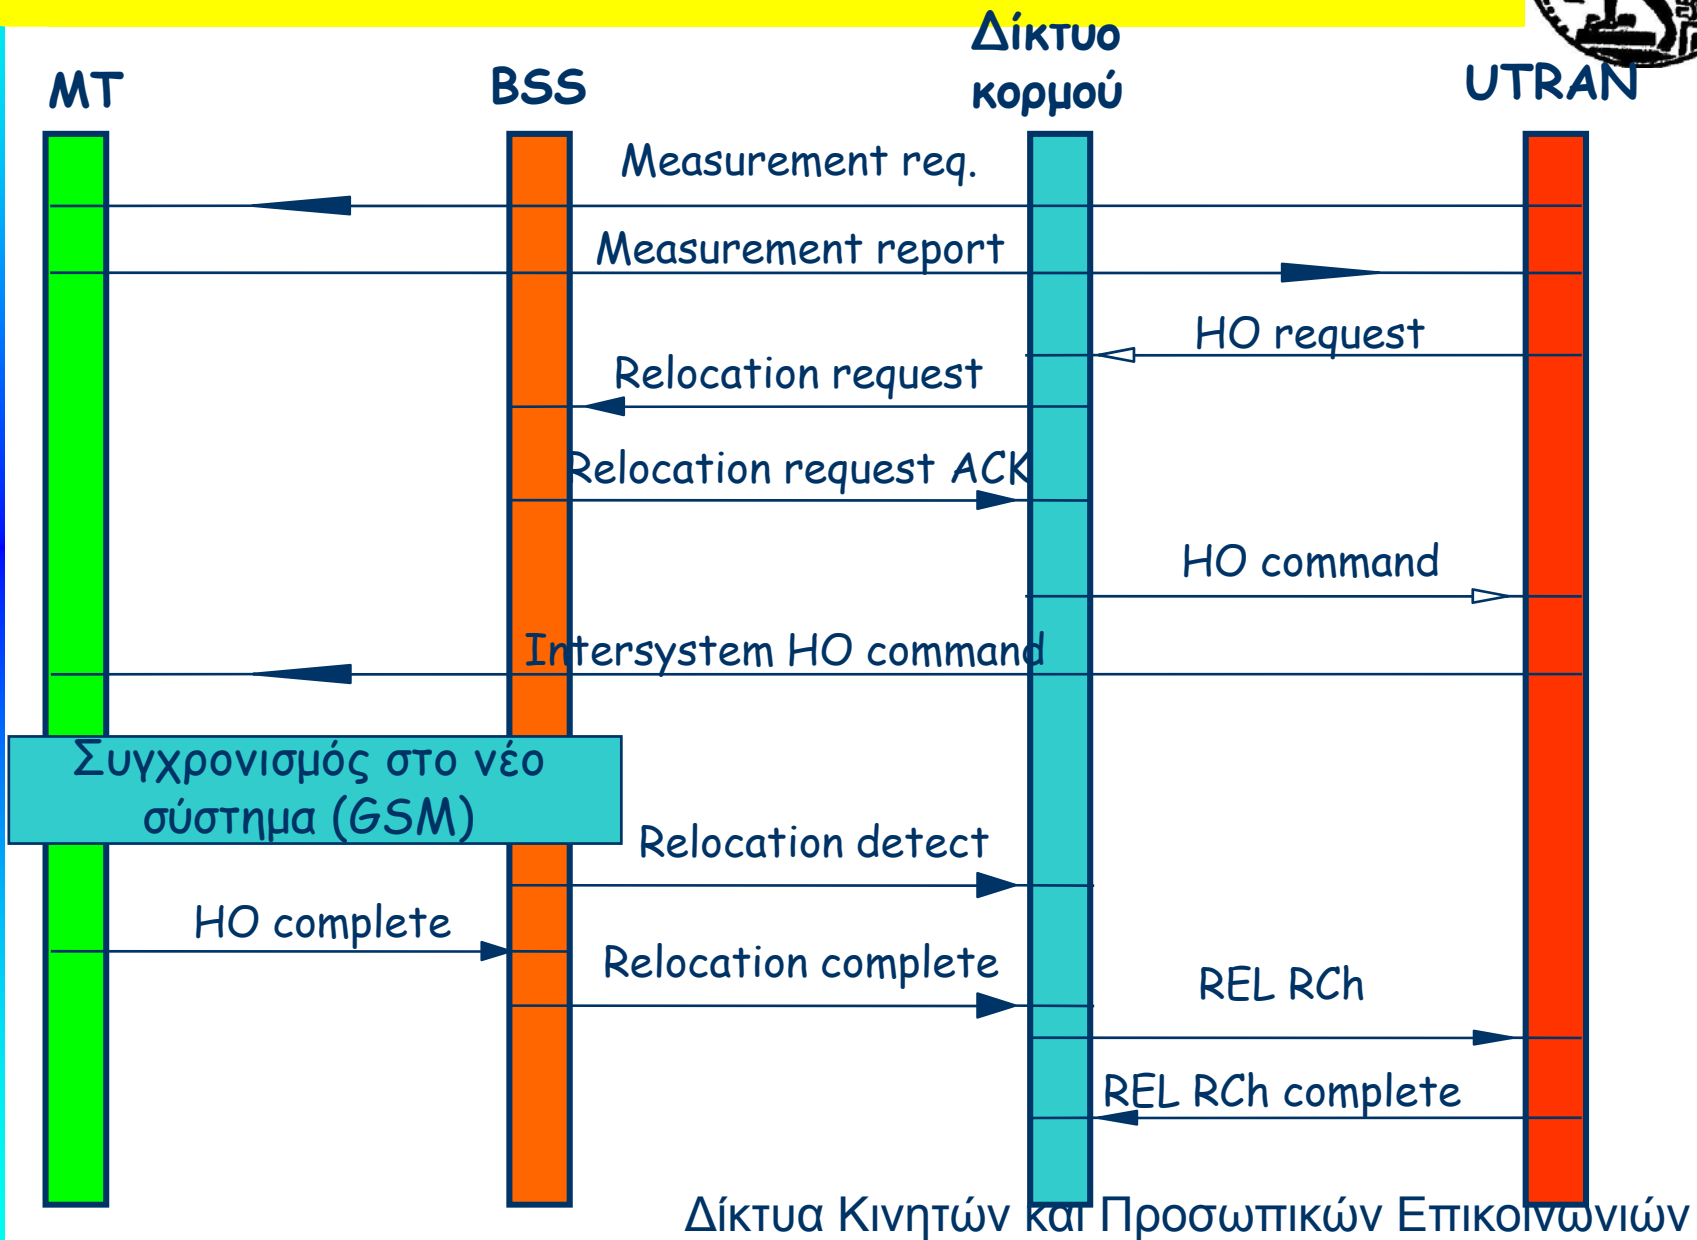 MT
BSS
Δίκτυο
κορμού
UTRAN
Measurement req.
Measurement report
HO request
Relocation request
Relocation request ACK
HO command
Intersystem HO command
Συγχρονισμός στο νέο
σύστημα (GSM)
Relocation detect
HO complete
Relocation complete
REL RCh
REL RCh complete
Δίκτυα Κινητών και Προσωπικών Επικοινωνιών